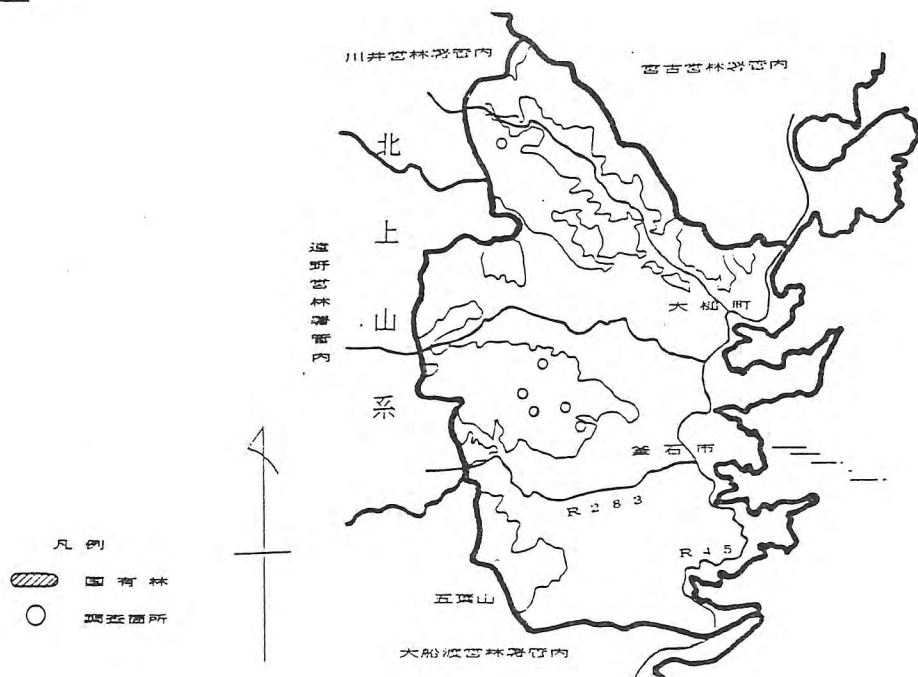 川井営林署管内
宮古営林署管内
北上山系
遠野営林署管内
大槌町
釜石市
R283
R45
五葉山
大船渡営林署管内
凡例
国有林
調査箇所